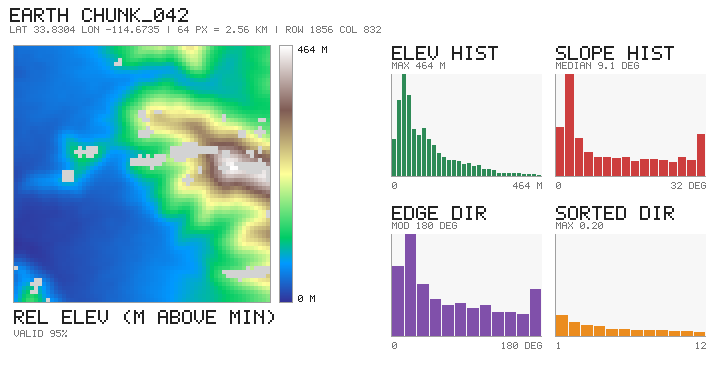 EARTH CHUNK_042
LAT 33.8304 LON -114.6735 | 64 PX = 2.56 KM | ROW 1856 COL 832
464 M
0 M
REL ELEV (M ABOVE MIN)
VALID 95%
ELEV HIST
MAX 464 M
0 464 M
SLOPE HIST
MEDIAN 9.1 DEG
0 32 DEG
EDGE DIR
MOD 180 DEG
0 180 DEG
SORTED DIR
MAX 0.20
1 12